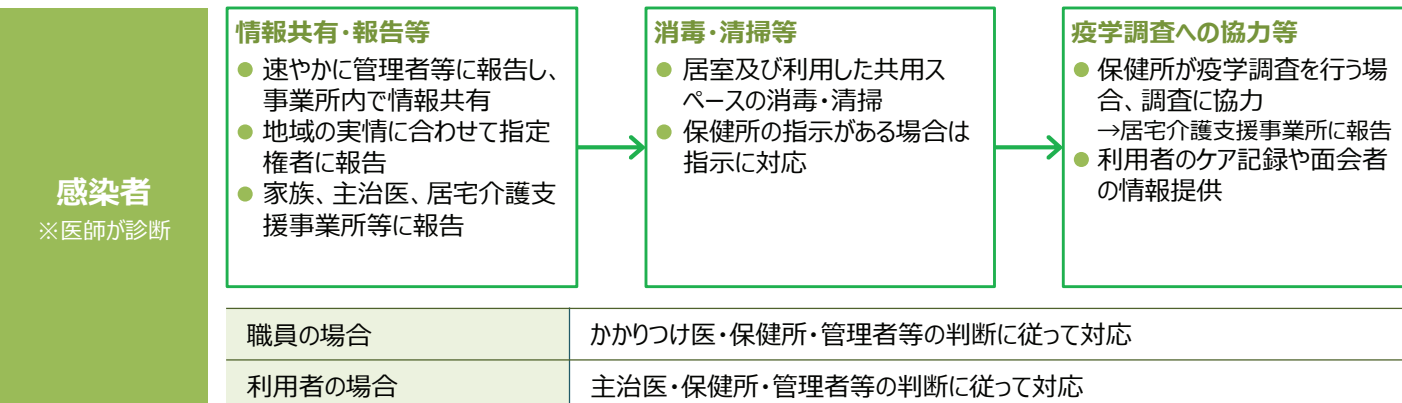 感染者
※医師が診断
情報共有・報告等
● 速やかに管理者等に報告し、
事業所内で情報共有
● 地域の実情に合わせて指定
権者に報告
● 家族、主治医、居宅介護支
援事業所等に報告
消毒・清掃等
● 居室及び利用した共用ス
ペースの消毒・清掃
● 保健所の指示がある場合は
指示に対応
疫学調査への協力等
● 保健所が疫学調査を行う場
合、調査に協力
→居宅介護支援事業所に報告
● 利用者のケア記録や面会者
の情報提供
職員の場合
かかりつけ医・保健所・管理者等の判断に従って対応
利用者の場合
主治医・保健所・管理者等の判断に従って対応